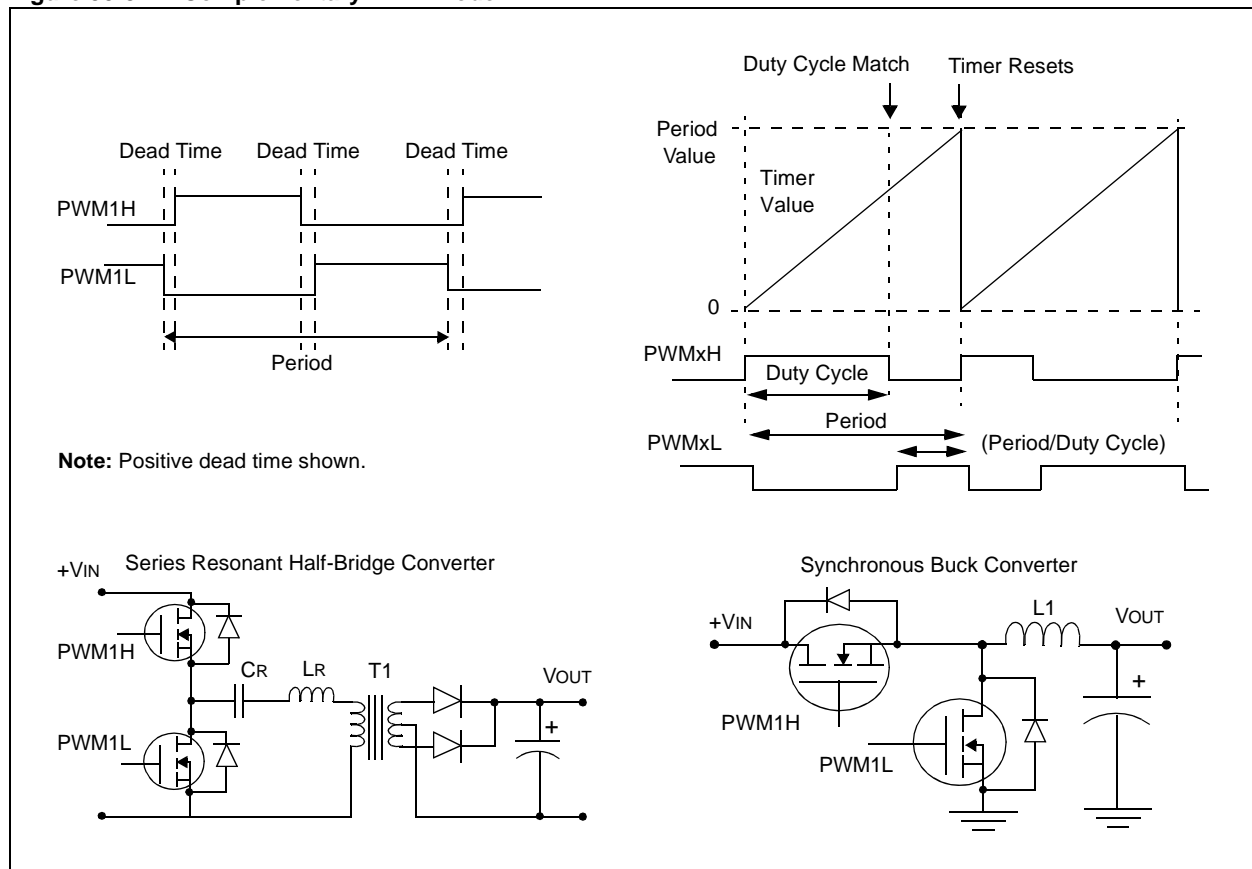 Dead Time Dead Time Dead Time
PWM1H
PWM1L
Period
Note: Positive dead time shown.
Duty Cycle Match Timer Resets
Period
Value
Timer
Value
0
PWMxH
Duty Cycle
Period
PWMxL
(Period/Duty Cycle)
Series Resonant Half-Bridge Converter
+VIN
PWM1H
CR LR T1
VOUT
+
PWM1L
Synchronous Buck Converter
+VIN
L1
VOUT
+
PWM1H
PWM1L